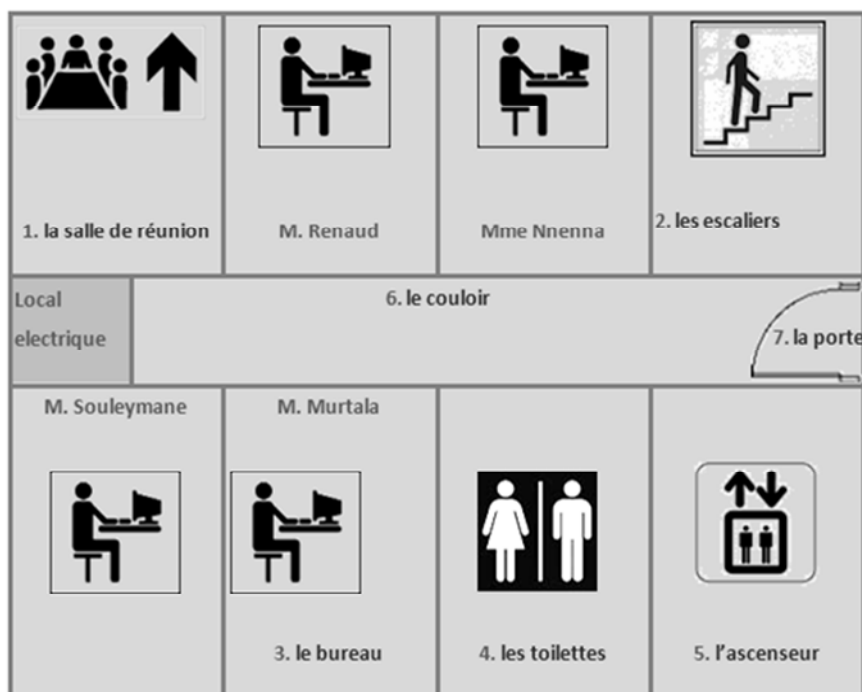 1. la salle de réunion
M. Renaud
Mme Nnenna
2. les escaliers
Local
electrique
6. le couloir
7. la porte
M. Souleymane
M. Murtala
3. le bureau
4. les toilettes
5. l'ascenseur